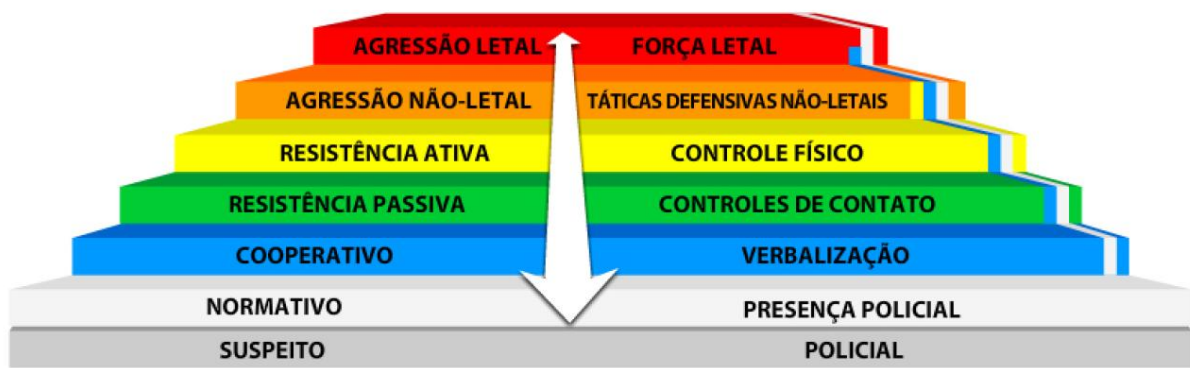 AGRESSÃO LETAL FORÇA LETAL
AGRESSÃO NÃO-LETAL TÁTICAS DEFENSIVAS NÃO-LETAIS
RESISTÊNCIA ATIVA CONTROLE FÍSICO
RESISTÊNCIA PASSIVA CONTROLES DE CONTATO
COOPERATIVO VERBALIZAÇÃO
NORMATIVO PRESENÇA POLICIAL
SUSPEITO POLICIAL